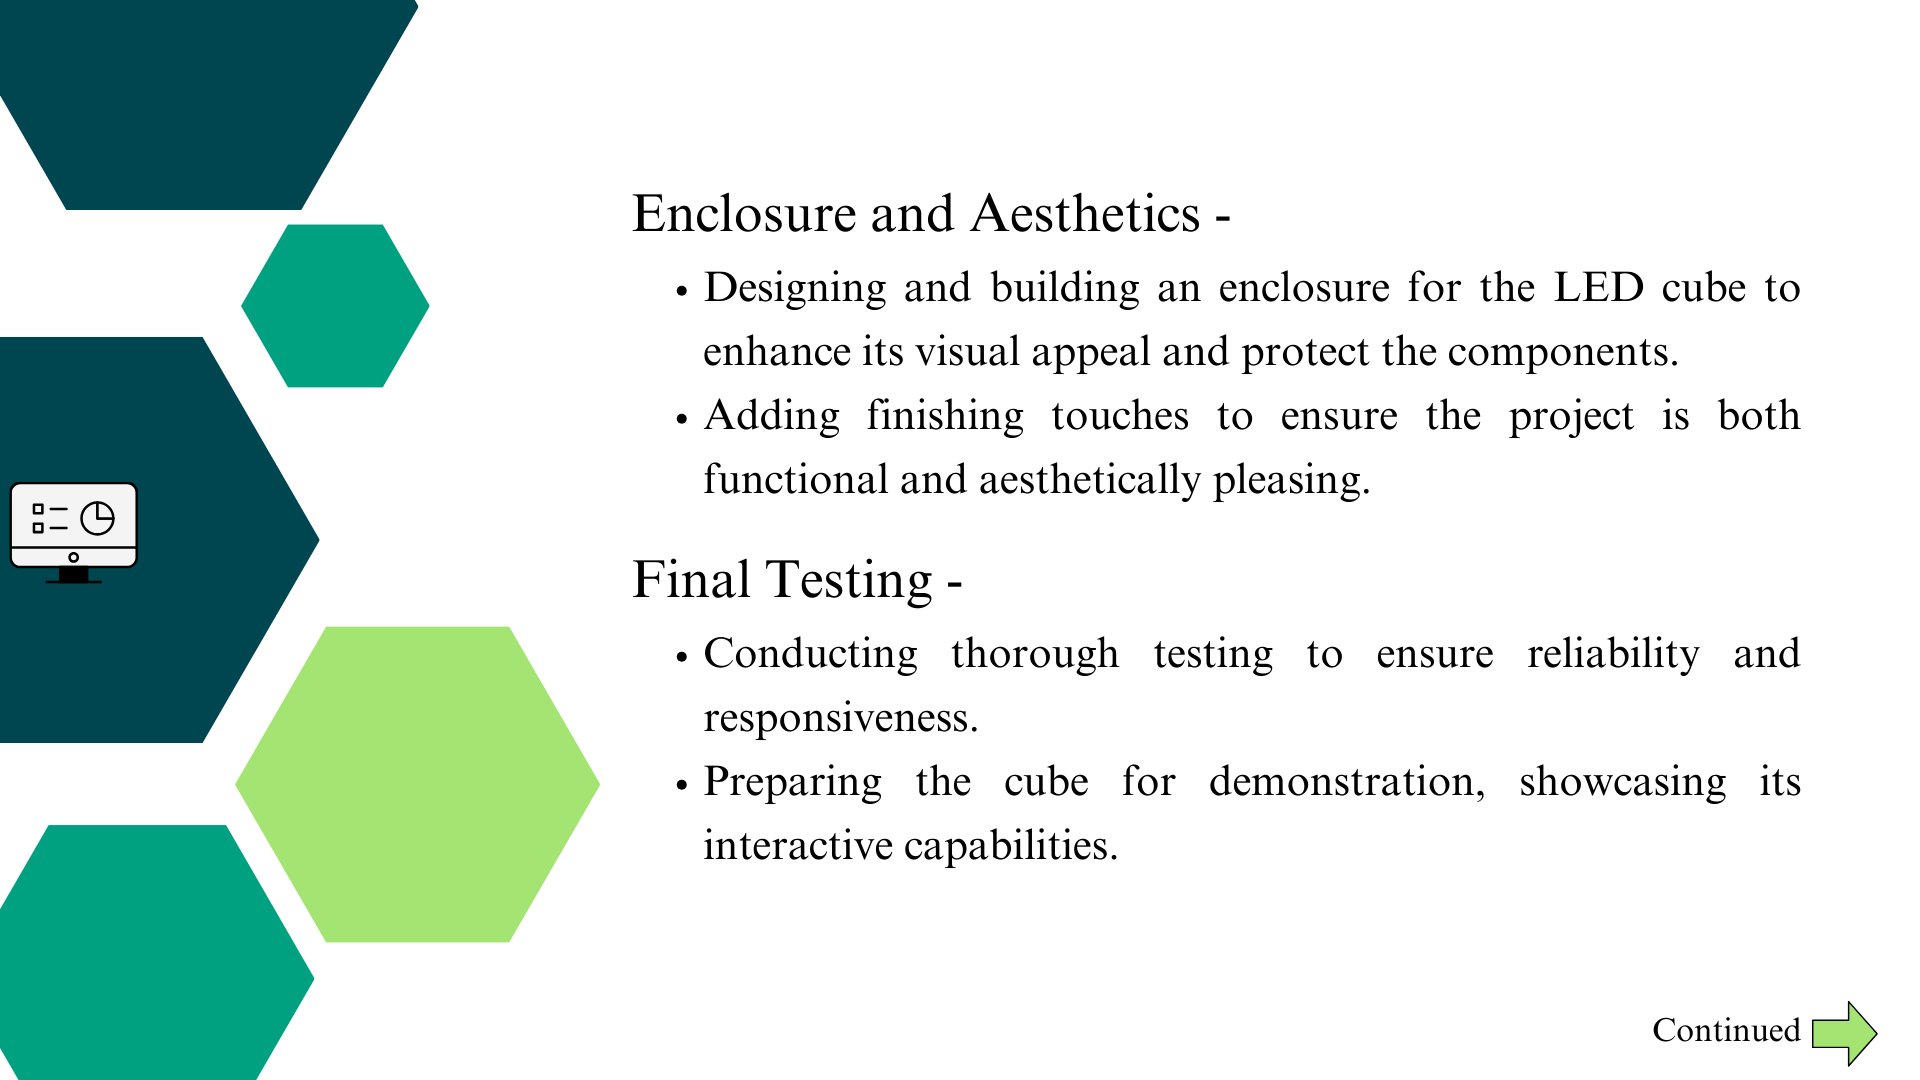 Enclosure and Aesthetics -
• Designing and building an enclosure for the LED cube to
enhance its visual appeal and protect the components.
• Adding finishing touches to ensure the project is both
functional and aesthetically pleasing.
Final Testing -
• Conducting thorough testing to ensure reliability and
responsiveness.
• Preparing the cube for demonstration, showcasing its
interactive capabilities.
Continued